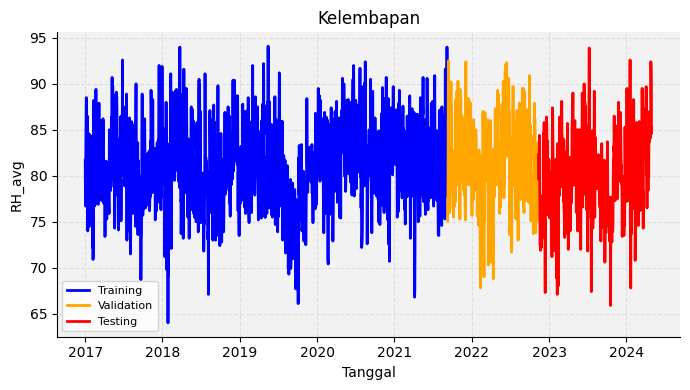 Kelembapan
RH_avg
95
90
85
80
75
70
65
Training
Validation
Testing
2017 2018 2019 2020 2021 2022 2023 2024
Tanggal